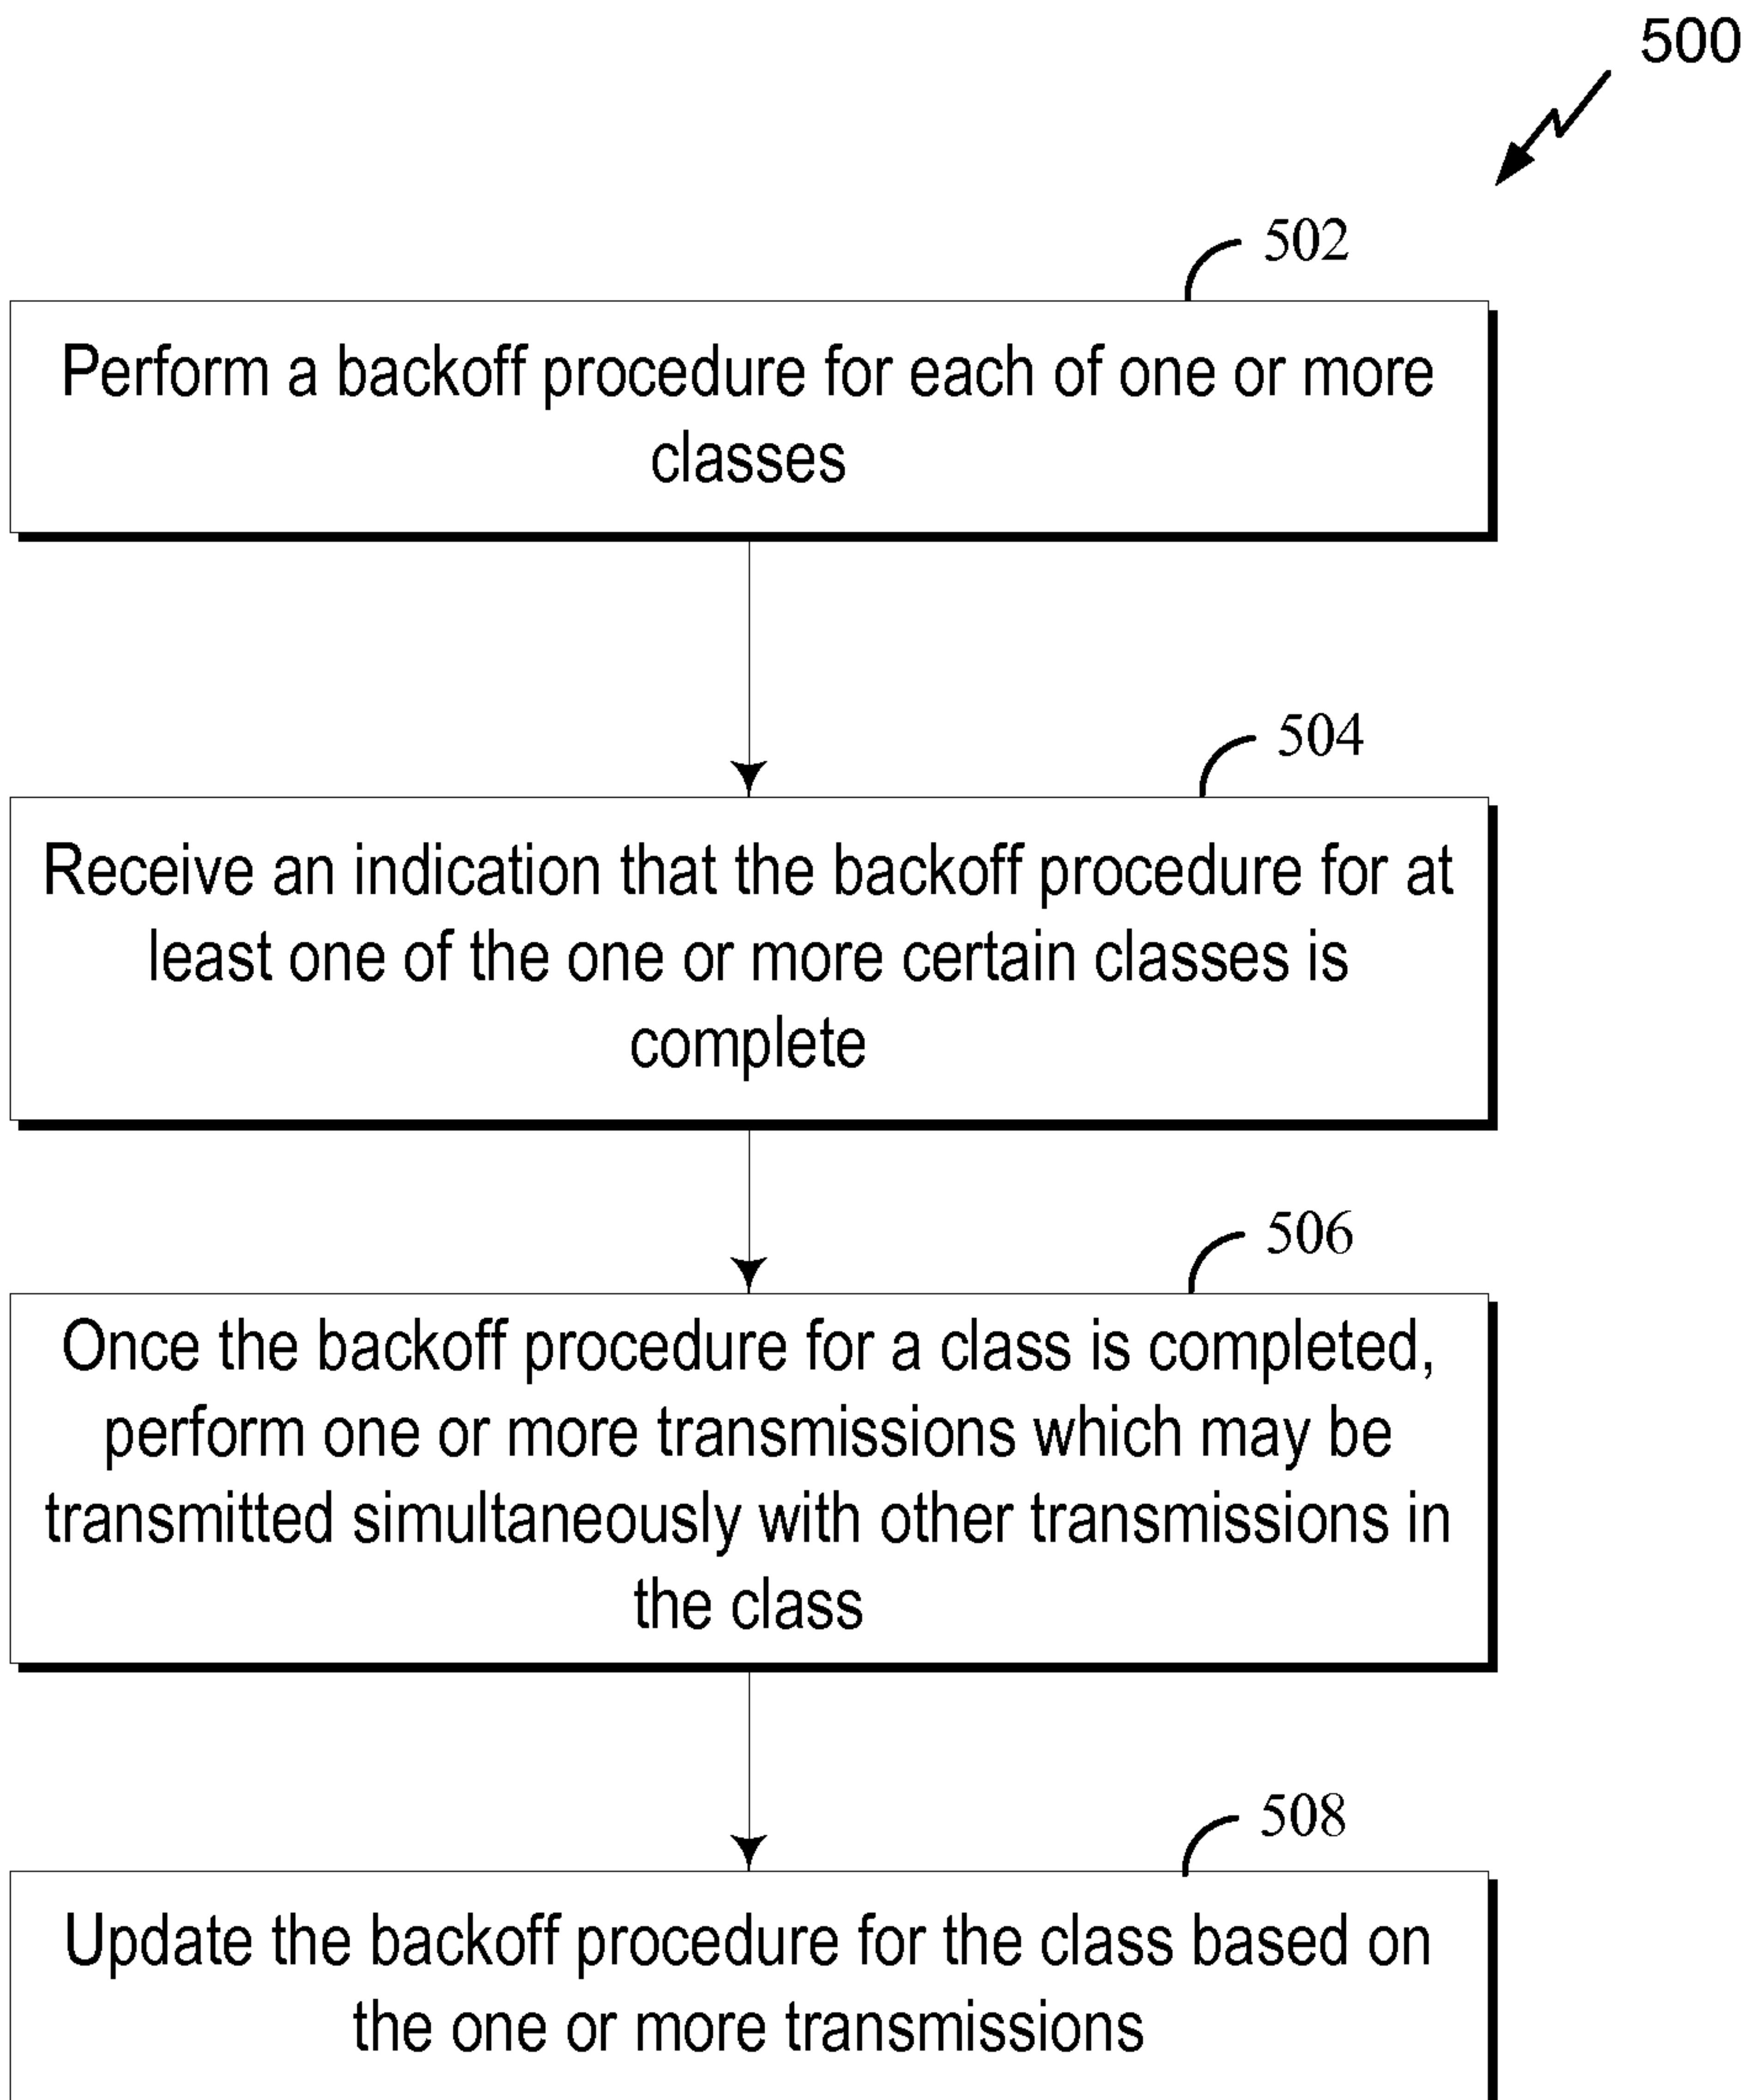 500
502
Perform a backoff procedure for each of one or more
classes
504
Receive an indication that the backoff procedure for at
least one of the one or more certain classes is
complete
506
Once the backoff procedure for a class is completed,
perform one or more transmissions which may be
transmitted simultaneously with other transmissions in
the class
508
Update the backoff procedure for the class based on
the one or more transmissions